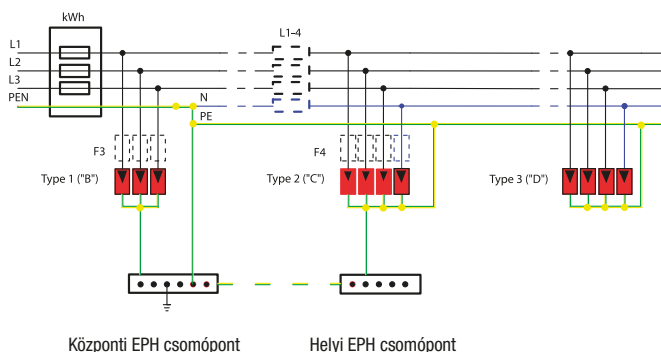 kWh
L1
L2
L3
PEN
L1-4
N
PE
F3
F4
Type 1 ("B")
Type 2 ("C")
Type 3 ("D")
Központi EPH csomópont
Helyi EPH csomópont